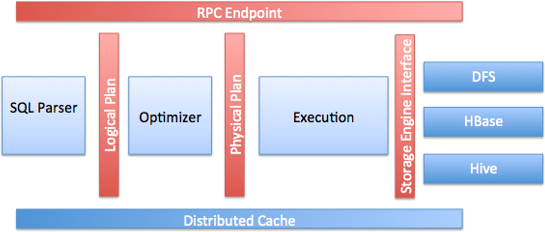 RPC Endpoint
SQL Parser
Logical Plan
Optimizer
Physical Plan
Execution
Storage Engine Interface
DFS
HBase
Hive
Distributed Cache